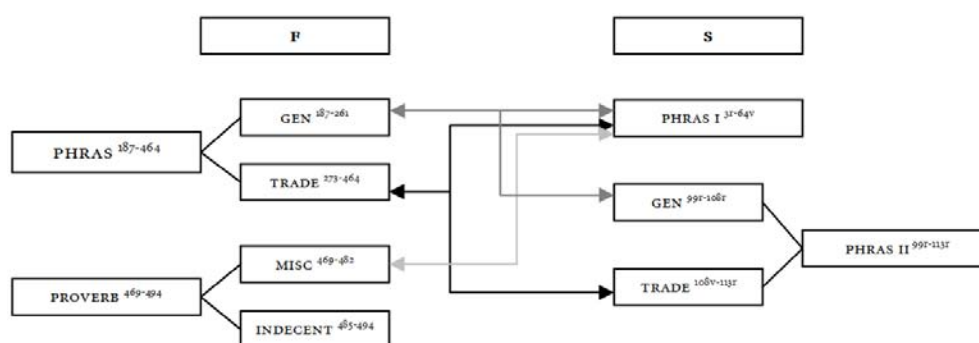 F
S
GEN 187-261
PHRAS 187-464
TRADE 273-464
MISC 469-482
PROVERB 469-494
INDECENT 485-494
PHRAS I 3r-64v
GEN 99r-108r
PHRAS II 99r-113r
TRADE 108v-113r